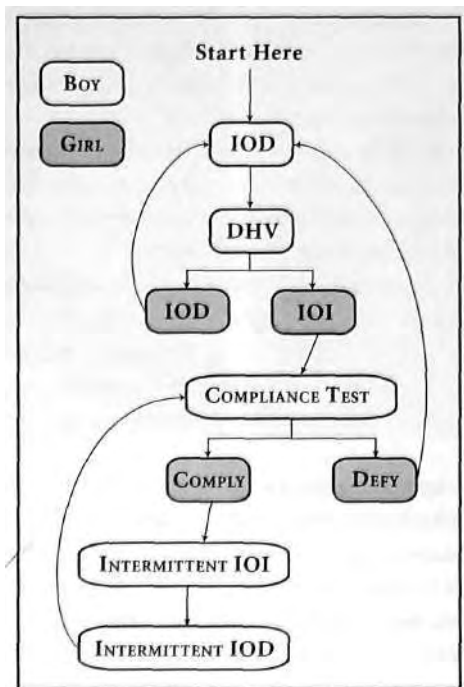 Start Here
BOY
GIRL
IOD
DHV
IOD IOI
COMPLIANCE TEST
COMPLY DEFY
INTERMITTENT IOI
INTERMITTENT IOD